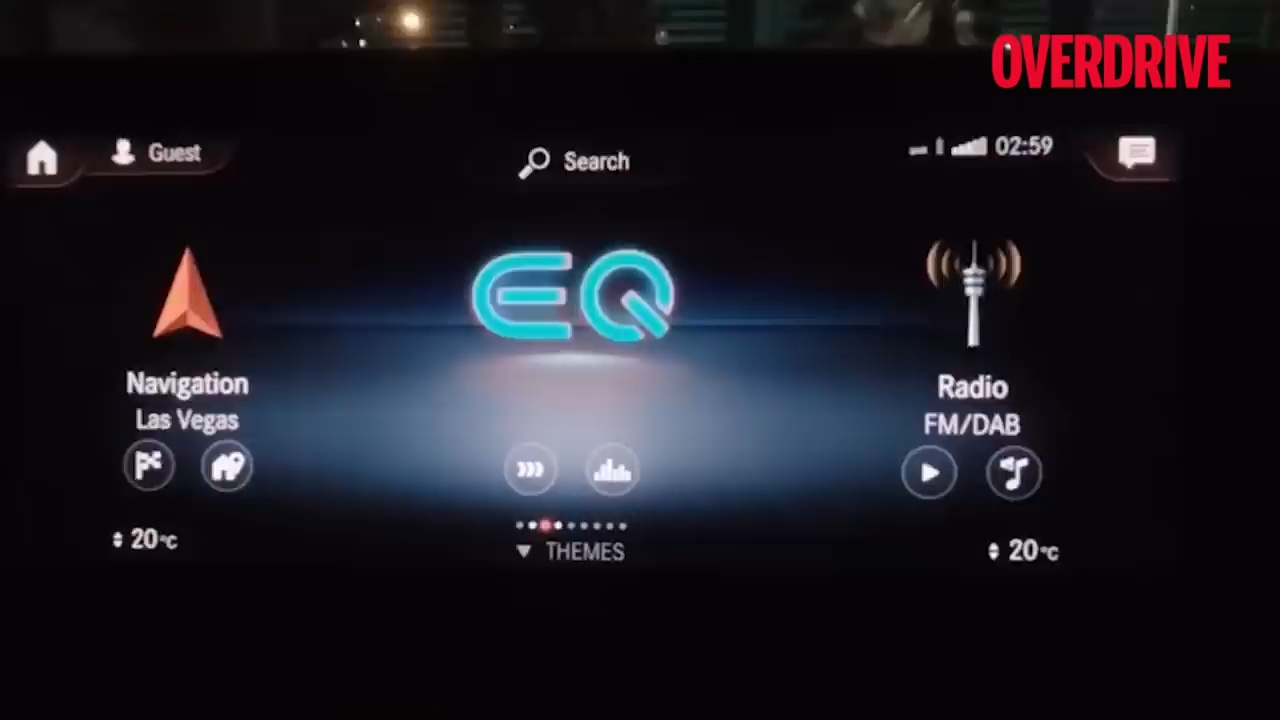 OVERDRIVE
Guest
Search
02:59
EQ
Navigation
Las Vegas
Radio
FM/DAB
20°C
THEMES
20°C